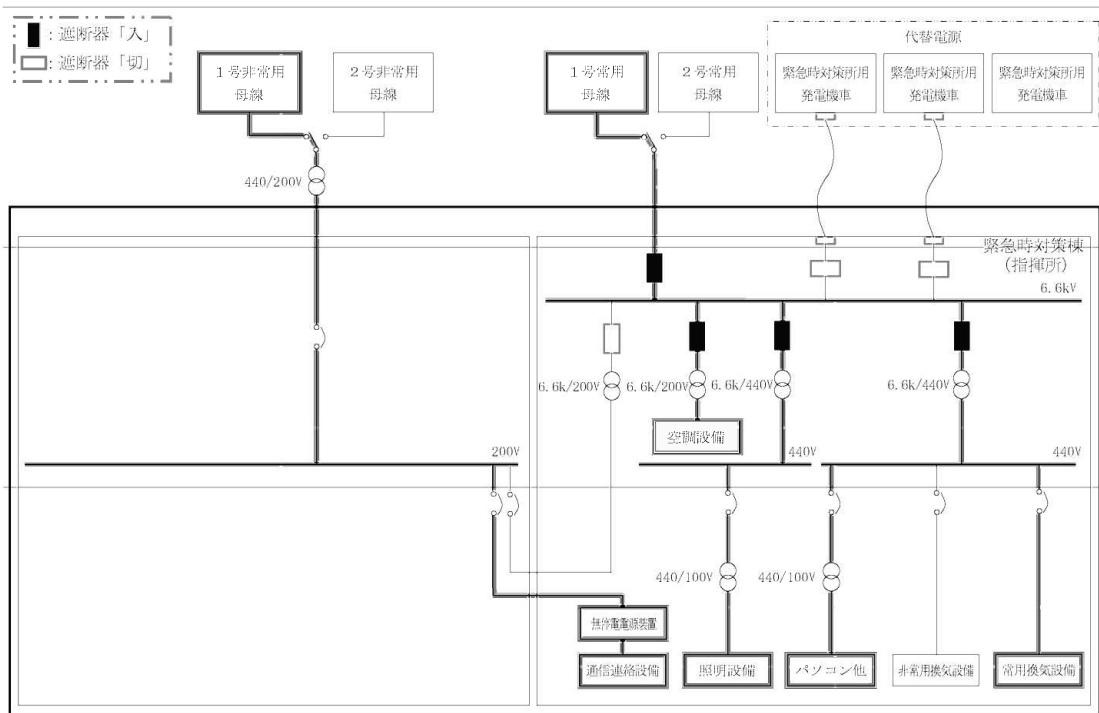 ：遮断器「入」
：遮断器「切」
1号非常用
母線
2号非常用
母線
1号常用
母線
2号常用
母線
代替電源
緊急時対策所用
発電機車
緊急時対策所用
発電機車
緊急時対策所用
発電機車
440/200V
緊急時対策棟
(指揮所)
6.6kV
6.6k/200V
6.6k/200V
6.6k/440V
6.6k/440V
空調設備
200V
440V
440V
440/100V
440/100V
無停電電源装置
通信連絡設備
照明設備
パソコン他
非常用換気設備
常用換気設備